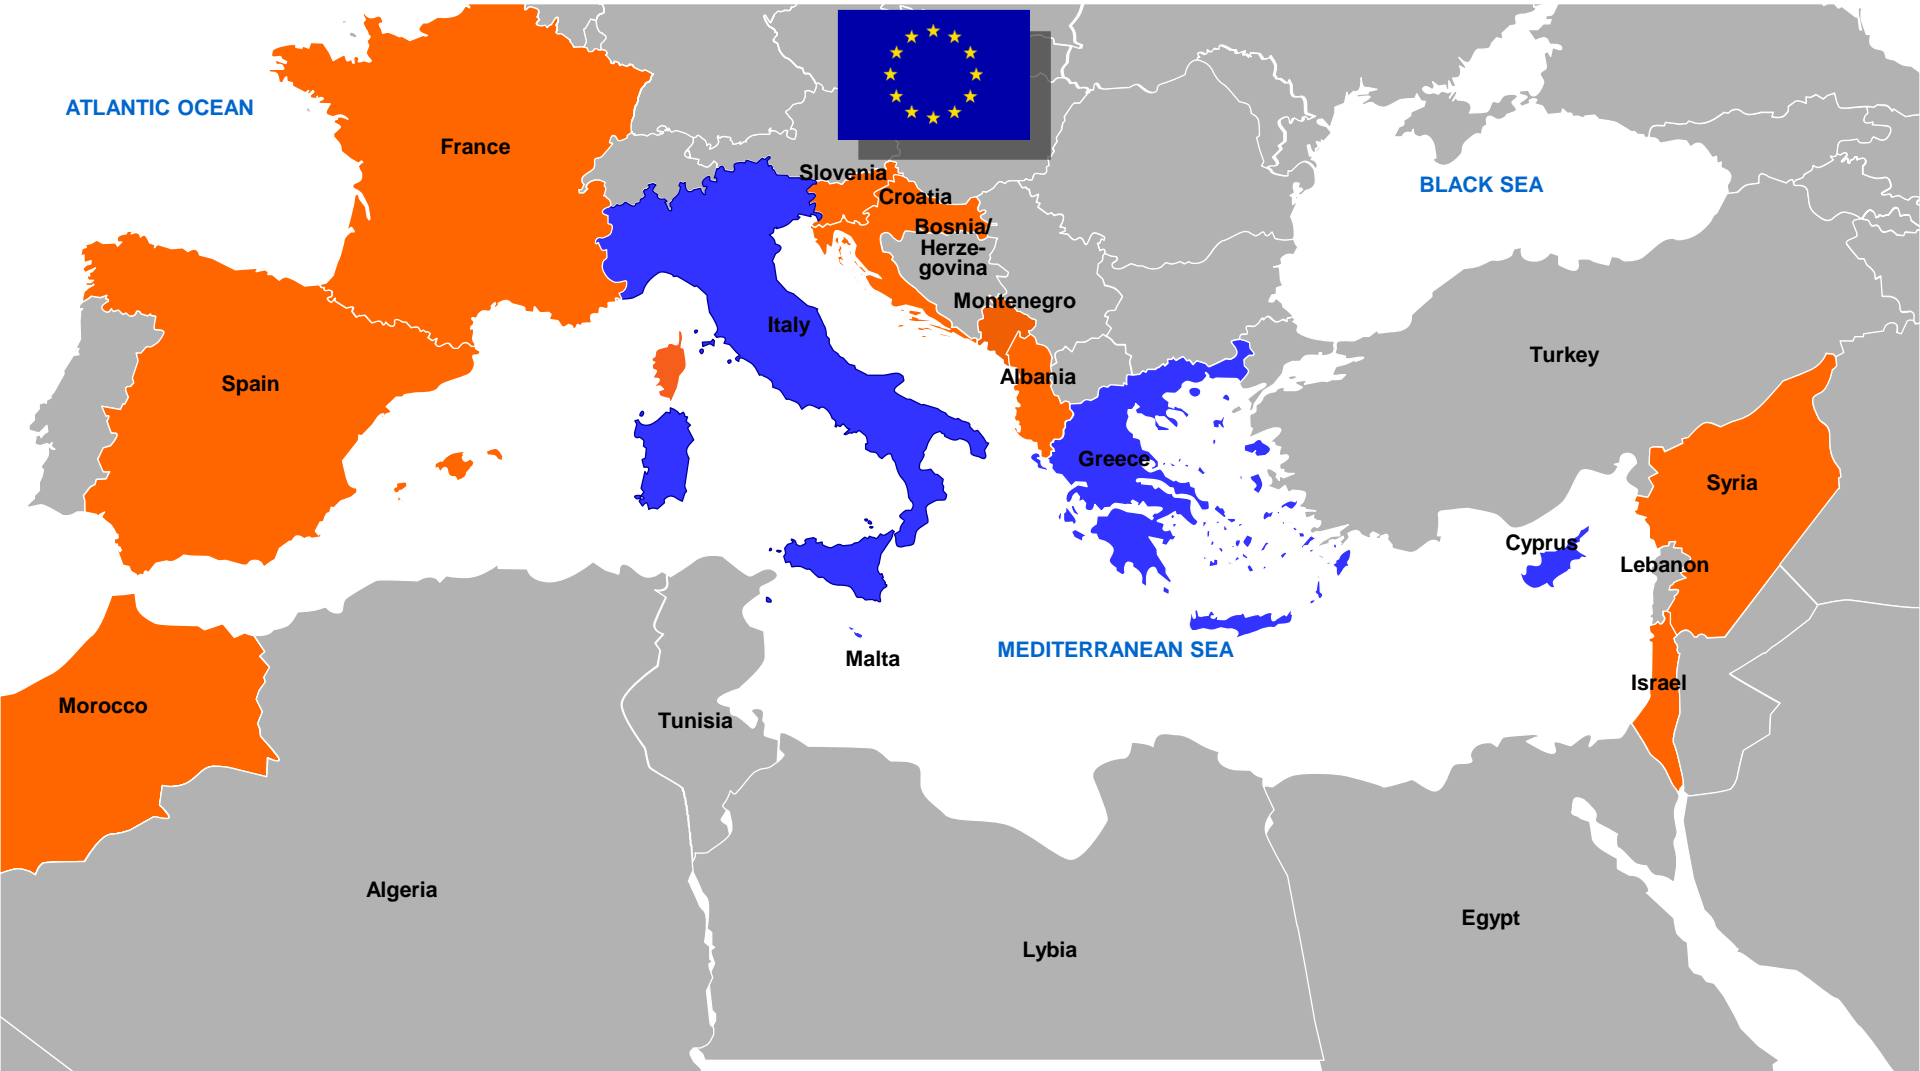 ATLANTIC OCEAN
France
Slovenia
BLACK SEA
Croatia
Bosnia/
Herze-
govina
Montenegro
Italy
Turkey
Albania
Spain
Greece
Syria
Cyprus
Lebanon
MEDITERRANEAN SEA
Malta
Israel
Morocco
Tunisia
Algeria
Egypt
Lybia